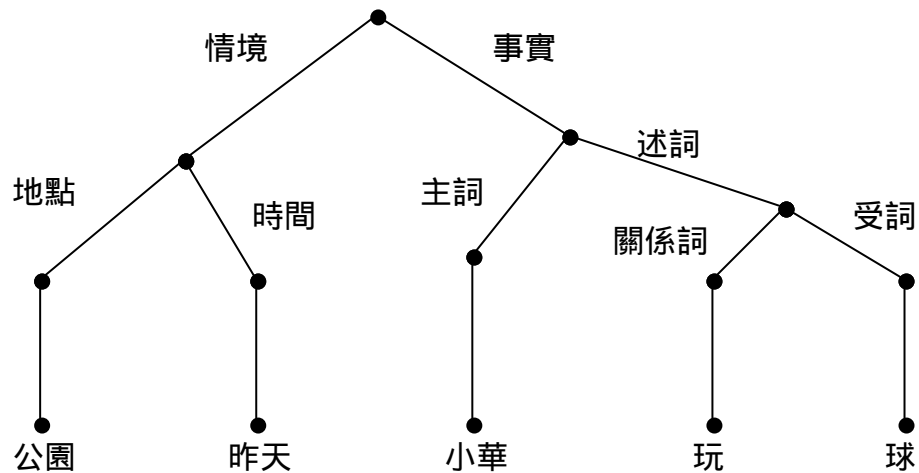 情境
事實
地點
時間
主詞
述詞
關係詞
受詞
公園
昨天
小華
玩
球